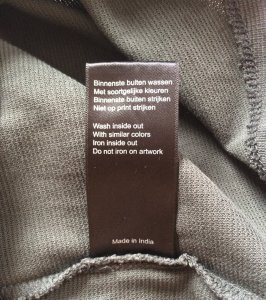 Binnenste buiten wassen
Met soortgelijke kleuren
Binnenste buiten strijken
Niet op print strijken
Wash inside out
With similar colors
Iron inside out
Do not iron on artwork
Made in India